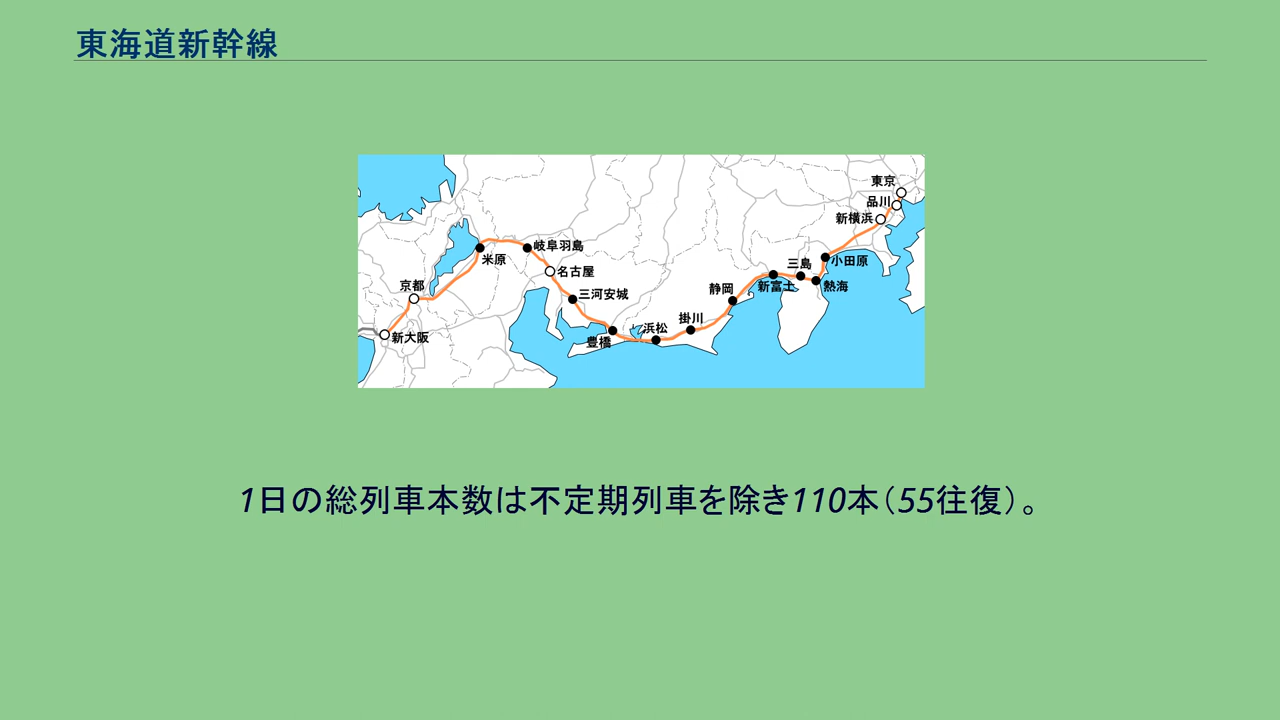 東海道新幹線
東京
品川
新横浜
岐阜羽島
米原
小田原
三島
名古屋
京都
熱海
新富士
静岡
三河安城
掛川
浜松
新大阪
豊橋
1日の総列車本数は不定期列車を除き110本（55往復）。